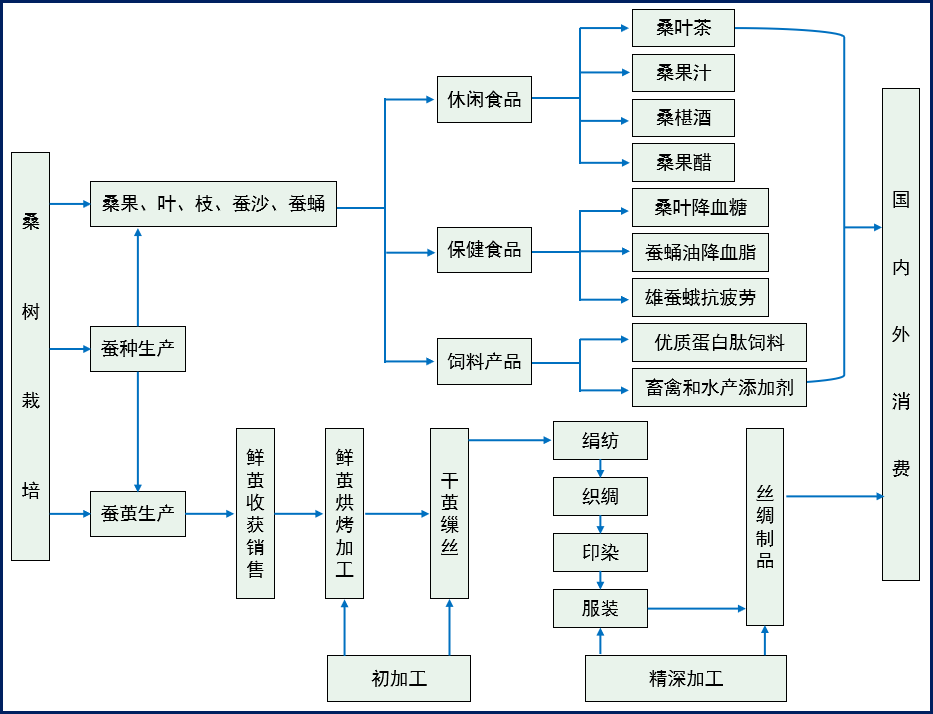 桑树栽培
桑果、叶、枝、蚕沙、蚕蛹
蚕种生产
蚕茧生产
休闲食品
保健食品
饲料产品
桑叶茶
桑果汁
桑椹酒
桑果醋
桑叶降血糖
蚕蛹油降血脂
雄蚕蛾抗疲劳
优质蛋白肽饲料
畜禽和水产添加剂
国内外消费
鲜茧收获销售
鲜茧烘烤加工
干茧缫丝
绢纺
织绸
印染
服装
丝绸制品
初加工
精深加工